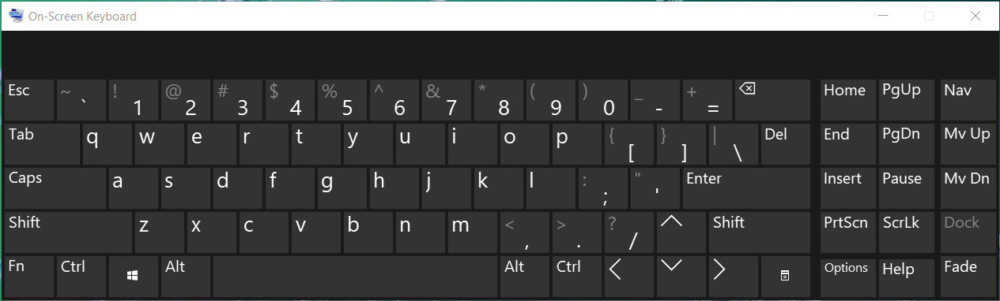 On-Screen Keyboard
Esc ~ ` ! 1 @ 2 # 3 $ 4 % 5 ^ 6 & 7 * 8 ( 9 ) 0 _ - + = Home PgUp Nav
Tab q w e r t y u i o p { [ } ] | \ Del End PgDn Mv Up
Caps a s d f g h j k l : ; " ' Enter Insert Pause Mv Dn
Shift z x c v b n m < , > . ? / Shift PrtScn ScrLk Dock
Fn Ctrl Alt Alt Ctrl Options Help Fade